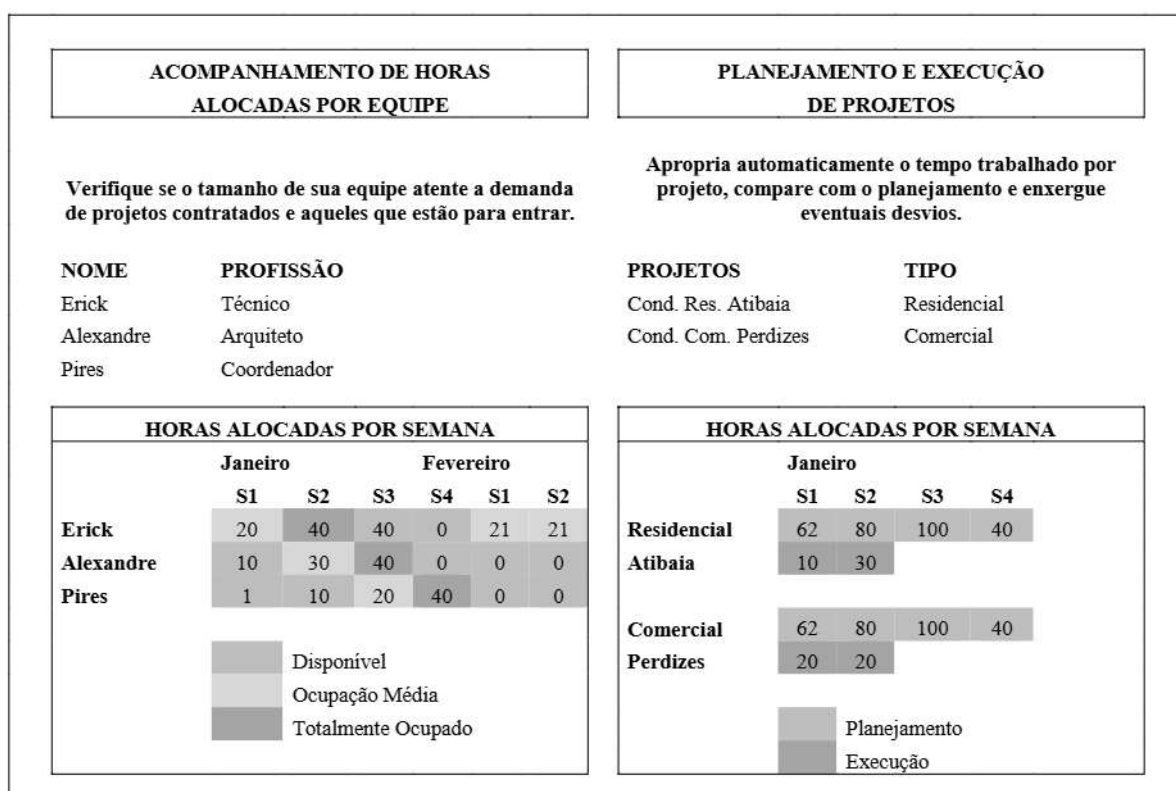 ACOMPANHAMENTO DE HORAS
ALOCADAS POR EQUIPE
Verifique se o tamanho de sua equipe atente a demanda
de projetos contratados e aqueles que estão para entrar.
NOME PROFISSÃO
Erick Técnico
Alexandre Arquiteto
Pires Coordenador
HORAS ALOCADAS POR SEMANA
Janeiro Fevereiro
S1 S2 S3 S4 S1 S2
Erick 20 40 40 0 21 21
Alexandre 10 30 40 0 0 0
Pires 1 10 20 40 0 0
Disponível
Ocupação Média
Totalmente Ocupado
PLANEJAMENTO E EXECUÇÃO
DE PROJETOS
Apropria automaticamente o tempo trabalhado por
projeto, compare com o planejamento e enxergue
eventuais desvios.
PROJETOS TIPO
Cond. Res. Atibaia Residencial
Cond. Com. Perdizes Comercial
HORAS ALOCADAS POR SEMANA
Janeiro
S1 S2 S3 S4
Residencial 62 80 100 40
Atibaia 10 30
Comercial 62 80 100 40
Perdizes 20 20
Planejamento
Execução